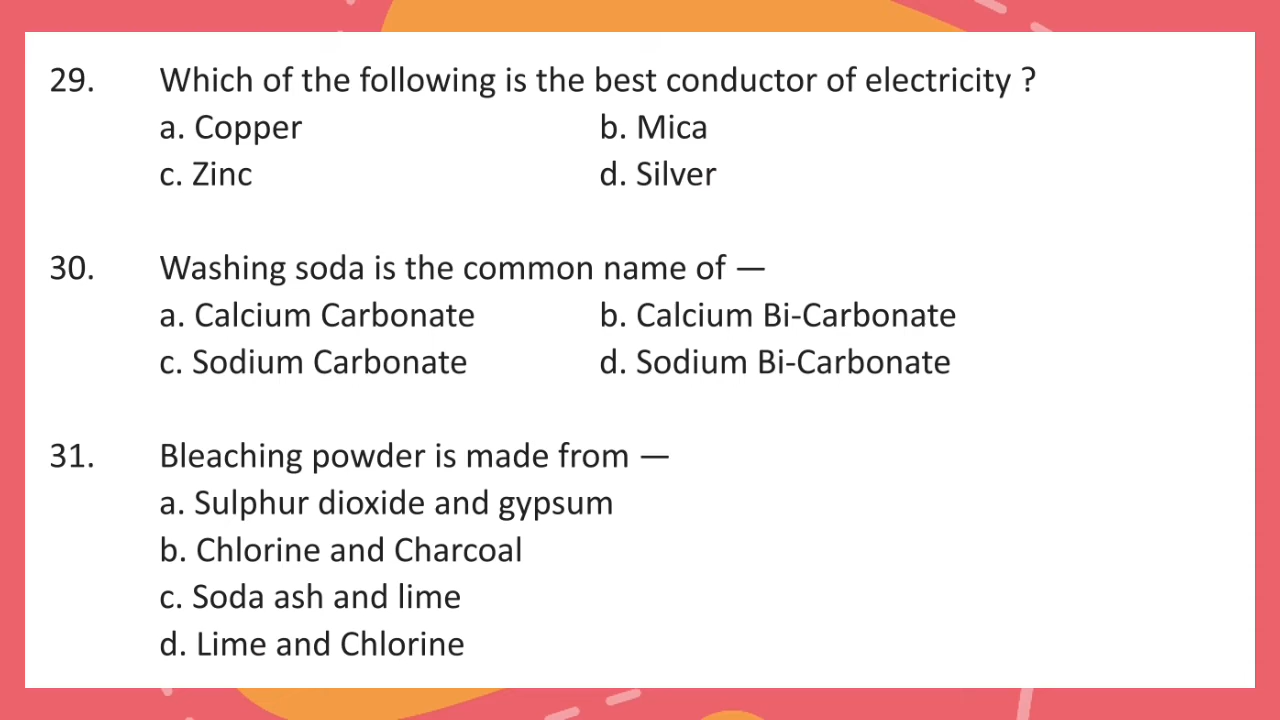 29. Which of the following is the best conductor of electricity ?
a. Copper b. Mica
c. Zinc d. Silver
30. Washing soda is the common name of —
a. Calcium Carbonate b. Calcium Bi-Carbonate
c. Sodium Carbonate d. Sodium Bi-Carbonate
31. Bleaching powder is made from —
a. Sulphur dioxide and gypsum
b. Chlorine and Charcoal
c. Soda ash and lime
d. Lime and Chlorine